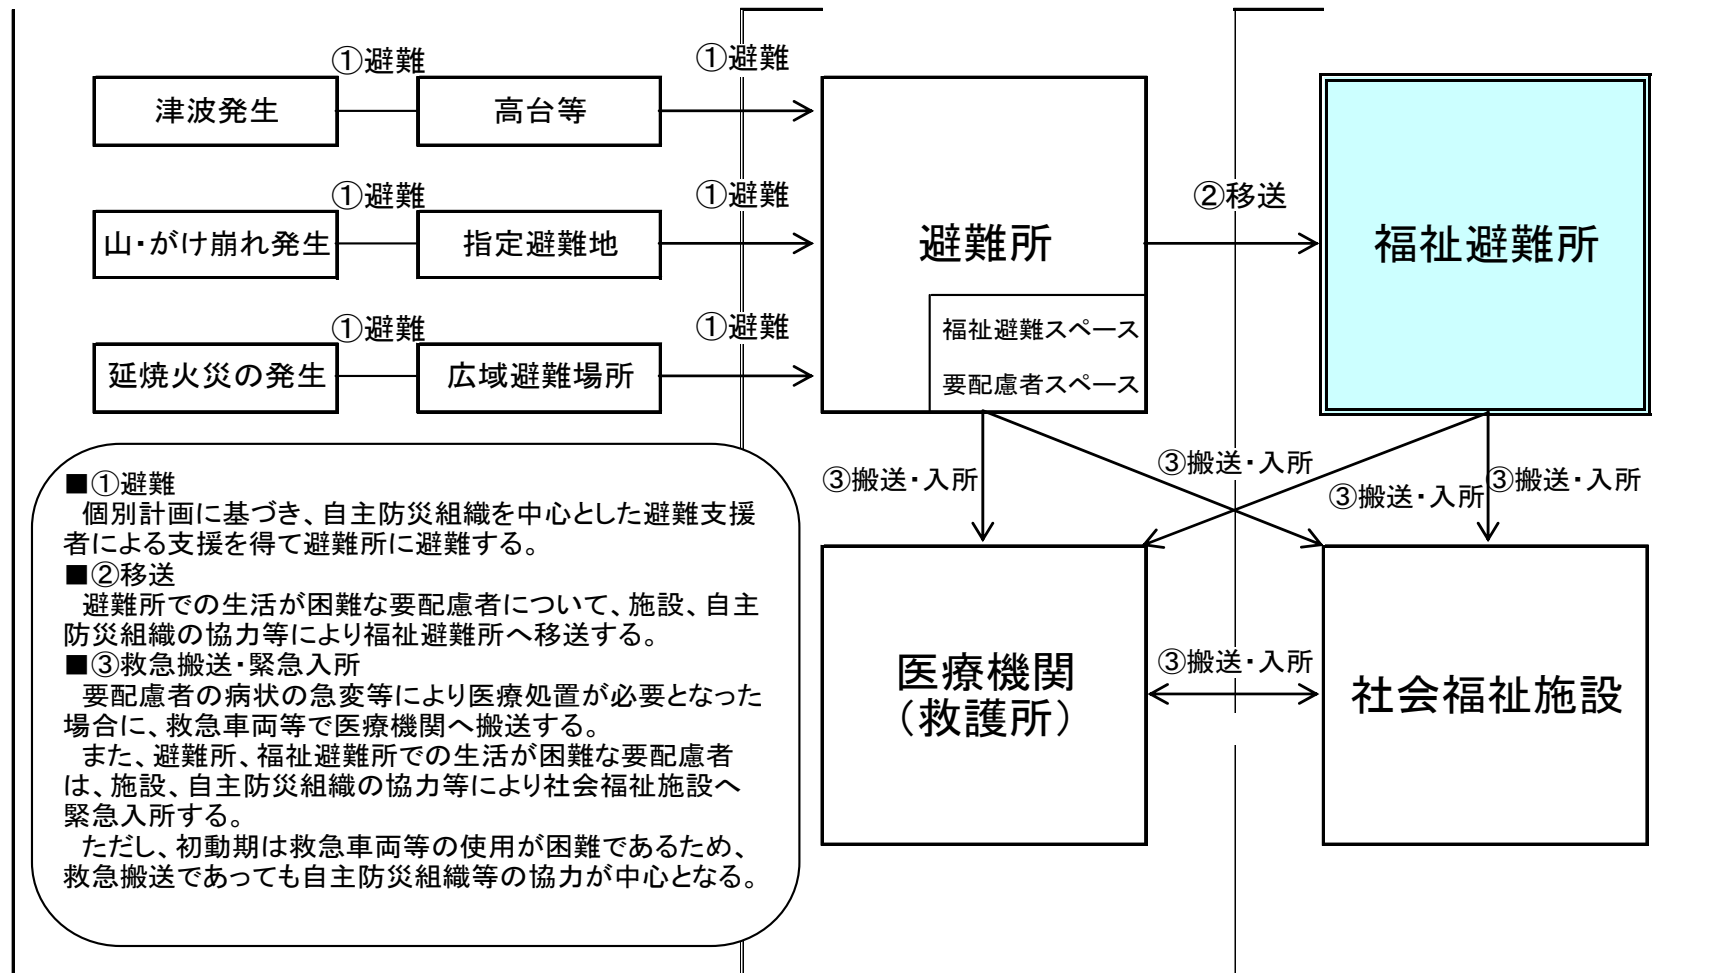 ①避難
①避難
津波発生
高台等
①避難
①避難
②移送
山・がけ崩れ発生
指定避難地
避難所
福祉避難所
①避難
①避難
福祉避難スペース
延焼火災の発生
広域避難場所
要配慮者スペース
③搬送・入所
③搬送・入所
③搬送・入所
③搬送・入所
■①避難
個別計画に基づき、自主防災組織を中心とした避難支援
者による支援を得て避難所に避難する。
■②移送
避難所での生活が困難な要配慮者について、施設、自主
防災組織の協力等により福祉避難所へ移送する。
■③救急搬送・緊急入所
要配慮者の病状の急変等により医療処置が必要となった
場合に、救急車両等で医療機関へ搬送する。
また、避難所、福祉避難所での生活が困難な要配慮者
は、施設、自主防災組織の協力等により社会福祉施設へ
緊急入所する。
ただし、初動期は救急車両等の使用が困難であるため、
救急搬送であっても自主防災組織等の協力が中心となる。
医療機関
（救護所）
③搬送・入所
社会福祉施設